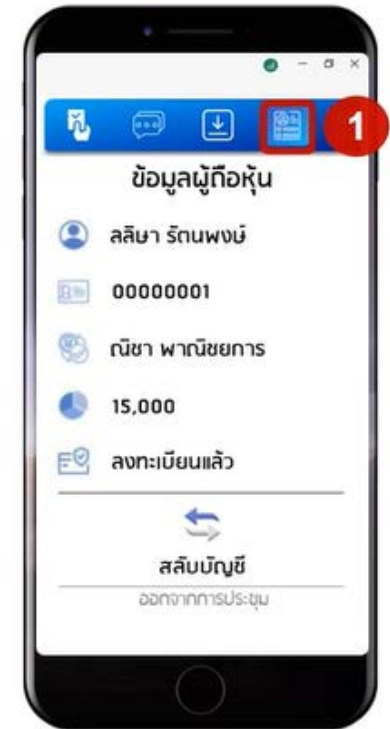 1
ข้อมูลผู้ถือหุ้น
ลลิษา รัตนพงษ์
00000001
ณิชา พาณิชยการ
15,000
ลงทะเบียนแล้ว
สลับบัญชี
ออกจากการประชุม